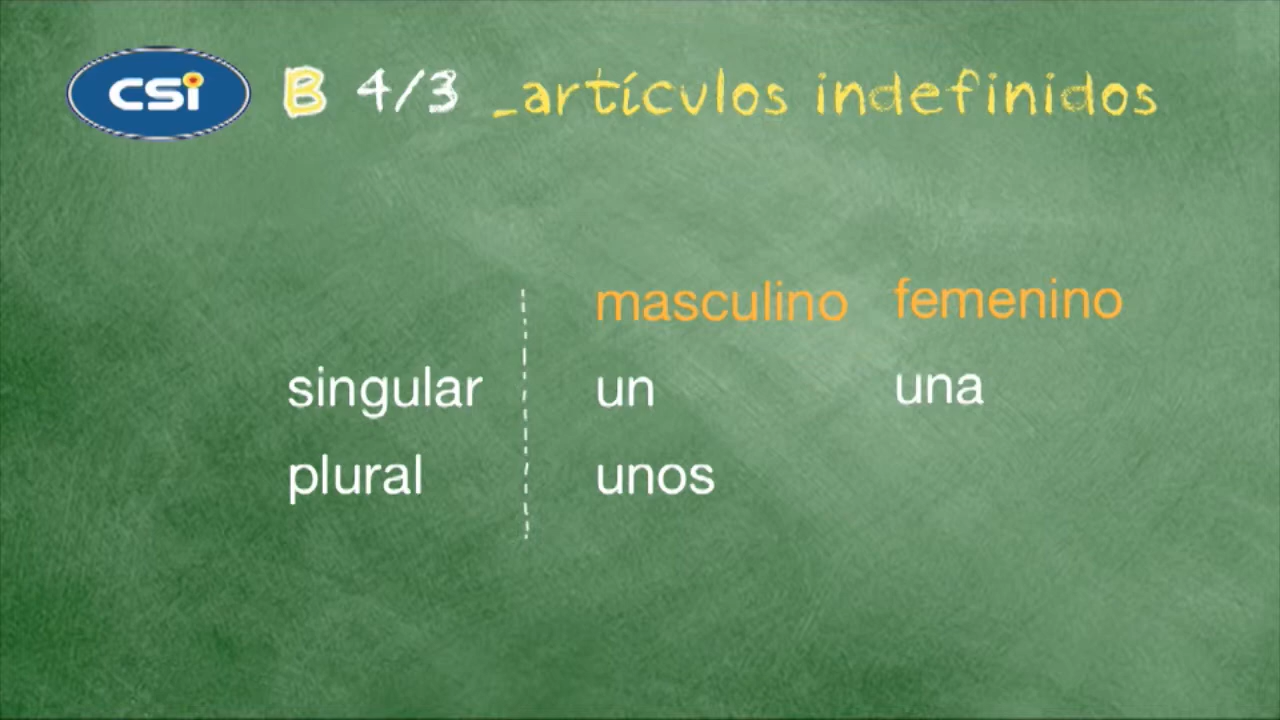 CSi B 4/3 _artículos indefinidos
masculino femenino
singular un una
plural unos